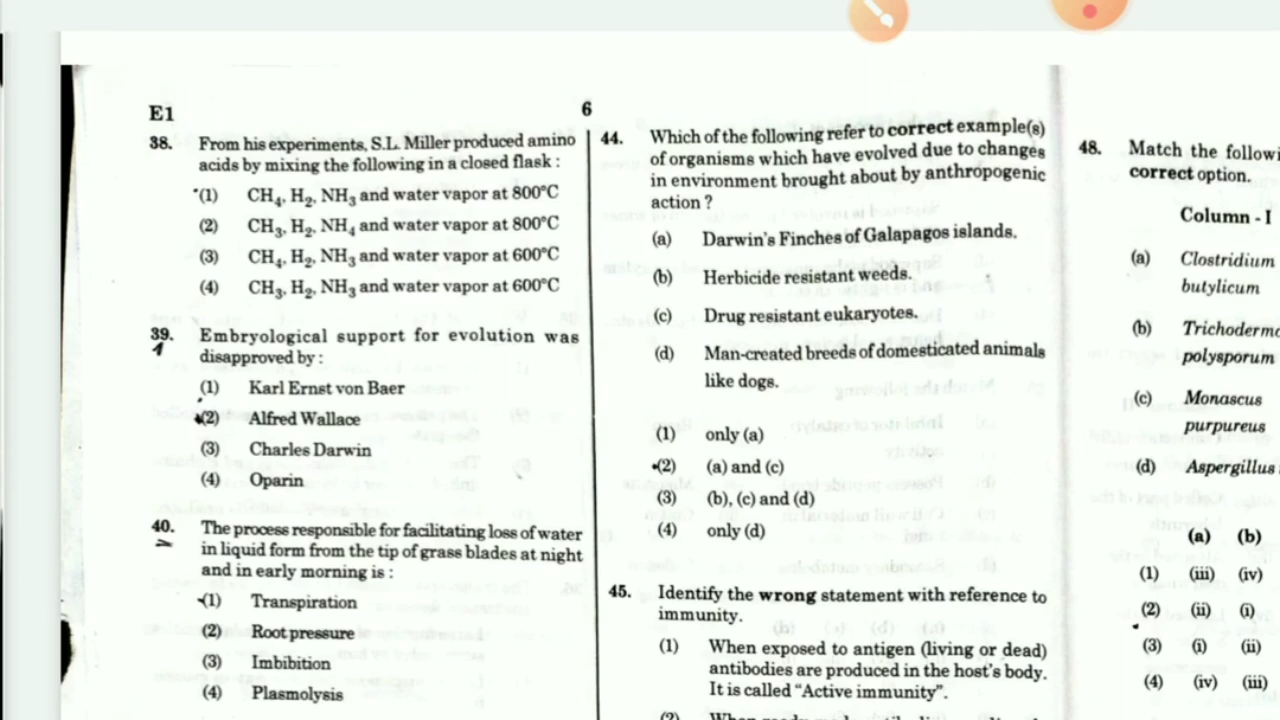 E1
6
38. From his experiments, S.L. Miller produced amino
acids by mixing the following in a closed flask :
(1) CH₄, H₂, NH₃ and water vapor at 800°C
(2) CH₃, H₂, NH₄ and water vapor at 800°C
(3) CH₄, H₂, NH₃ and water vapor at 600°C
(4) CH₃, H₂, NH₃ and water vapor at 600°C
39. Embryological support for evolution was
disapproved by :
(1) Karl Ernst von Baer
(2) Alfred Wallace
(3) Charles Darwin
(4) Oparin
40. The process responsible for facilitating loss of water
in liquid form from the tip of grass blades at night
and in early morning is :
(1) Transpiration
(2) Root pressure
(3) Imbibition
(4) Plasmolysis
44. Which of the following refer to correct example(s)
of organisms which have evolved due to changes
in environment brought about by anthropogenic
action ?
(a) Darwin's Finches of Galapagos islands.
(b) Herbicide resistant weeds.
(c) Drug resistant eukaryotes.
(d) Man-created breeds of domesticated animals
like dogs.
(1) only (a)
(2) (a) and (c)
(3) (b), (c) and (d)
(4) only (d)
45. Identify the wrong statement with reference to
immunity.
(1) When exposed to antigen (living or dead)
antibodies are produced in the host's body.
It is called "Active immunity".
48. Match the
correct option.
Column - I
(a) Clostridium
butylicum
(b)
polysporum
(c) Monascus
purpureus
(d) Aspergillus
(a) (b)
(1) (iii) (iv)
(2) (ii) (i)
(3) (i) (ii)
(4) (iv) (iii)